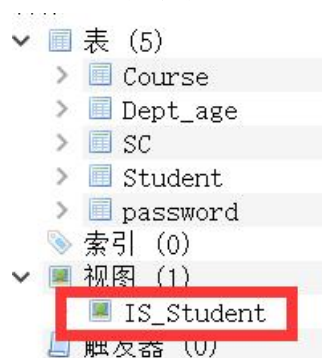 表 (5)
Course
Dept_age
SC
Student
password
索引 (0)
视图 (1)
IS_Student
触发器 (0)